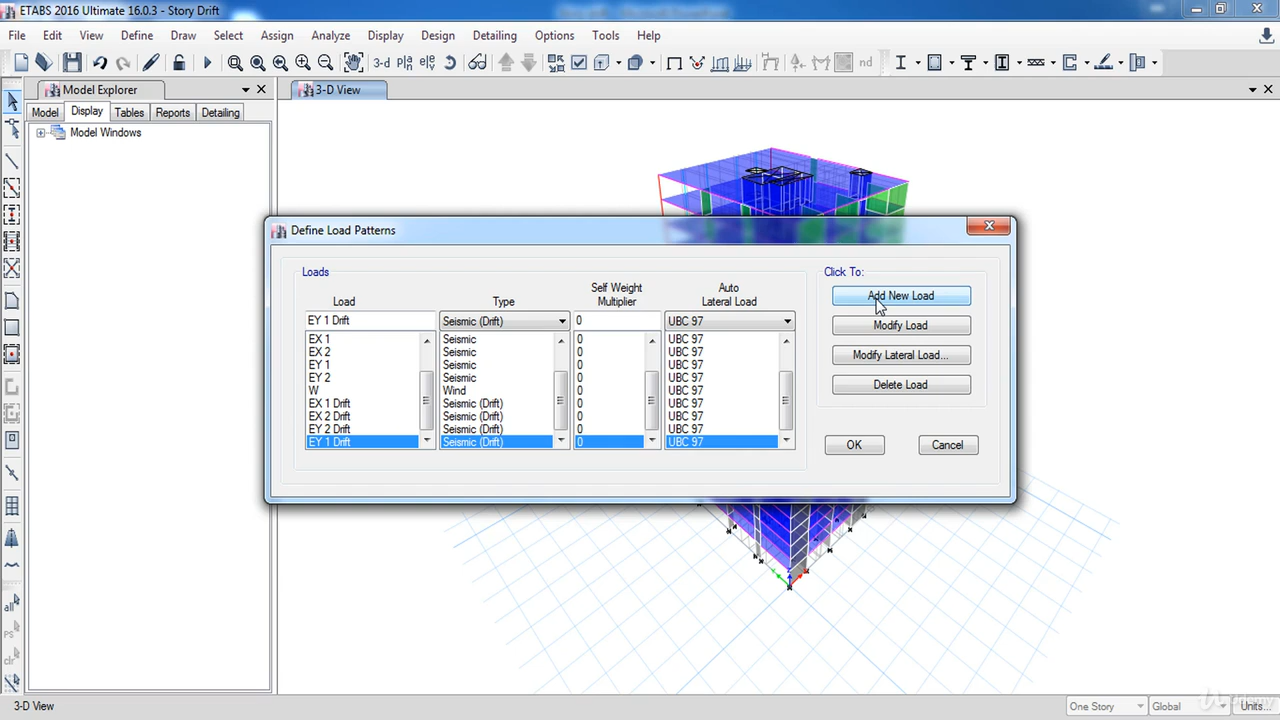 ETABS 2016 Ultimate 16.0.3 - Story Drift
File Edit View Define Draw Select Assign Analyze Display Design Detailing Options Tools Help
3-d nd
Model Explorer
3-D View
Model Display Tables Reports Detailing
Model Windows
Define Load Patterns
Loads
Click To:
Load Type Self Weight Multiplier Auto Lateral Load
EY 1 Drift Seismic (Drift) 0 UBC 97
EX 1 Seismic 0 UBC 97
EX 2 Seismic 0 UBC 97
EY 1 Seismic 0 UBC 97
EY 2 Seismic 0 UBC 97
W Wind 0 UBC 97
EX 1 Drift Seismic (Drift) 0 UBC 97
EX 2 Drift Seismic (Drift) 0 UBC 97
EY 2 Drift Seismic (Drift) 0 UBC 97
EY 1 Drift Seismic (Drift) 0 UBC 97
Add New Load
Modify Load
Modify Lateral Load...
Delete Load
OK Cancel
all
PS
clr
3-D View
One Story Global Units...
Udemy